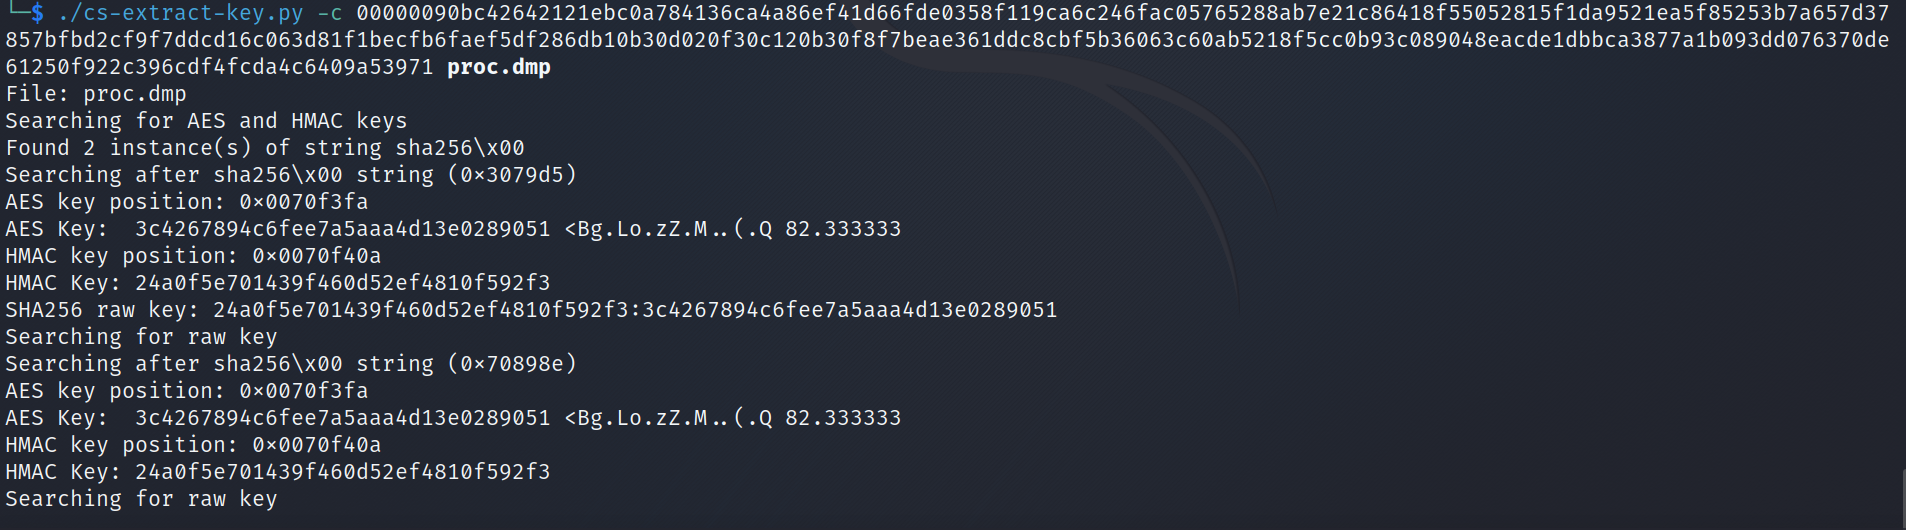 └─$ ./cs-extract-key.py -c 00000090bc42642121ebc0a784136ca4a86ef41d66fde0358f119ca6c246fac05765288ab7e21c86418f55052815f1da9521ea5f85253b7a657d37
857bfbd2cf9f7ddcd16c063d81f1becfb6faef5df286db10b30d020f30c120b30f8f7beae361ddc8cbf5b36063c60ab5218f5cc0b93c089048eacde1dbbca3877a1b093dd076370de
61250f922c396cdf4fcda4c6409a53971 proc.dmp
File: proc.dmp
Searching for AES and HMAC keys
Found 2 instance(s) of string sha256\x00
Searching after sha256\x00 string (0×3079d5)
AES key position: 0×0070f3fa
AES Key:  3c4267894c6fee7a5aaa4d13e0289051 <Bg.Lo.zZ.M..(.Q 82.333333
HMAC key position: 0×0070f40a
HMAC Key: 24a0f5e701439f460d52ef4810f592f3
SHA256 raw key: 24a0f5e701439f460d52ef4810f592f3:3c4267894c6fee7a5aaa4d13e0289051
Searching for raw key
Searching after sha256\x00 string (0×70898e)
AES key position: 0×0070f3fa
AES Key:  3c4267894c6fee7a5aaa4d13e0289051 <Bg.Lo.zZ.M..(.Q 82.333333
HMAC key position: 0×0070f40a
HMAC Key: 24a0f5e701439f460d52ef4810f592f3
Searching for raw key